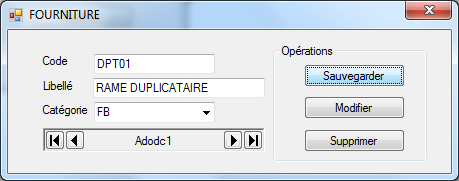 FOURNITURE
Code DPT01
Libellé RAME DUPLICATAIRE
Catégorie FB
Adodc1
Opérations
Sauvegarder
Modifier
Supprimer